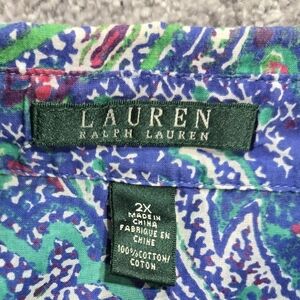 LAUREN
RALPH LAUREN
2X
MADE IN
CHINA
FABRIQUE EN
CHINE
100% COTTON/
COTON